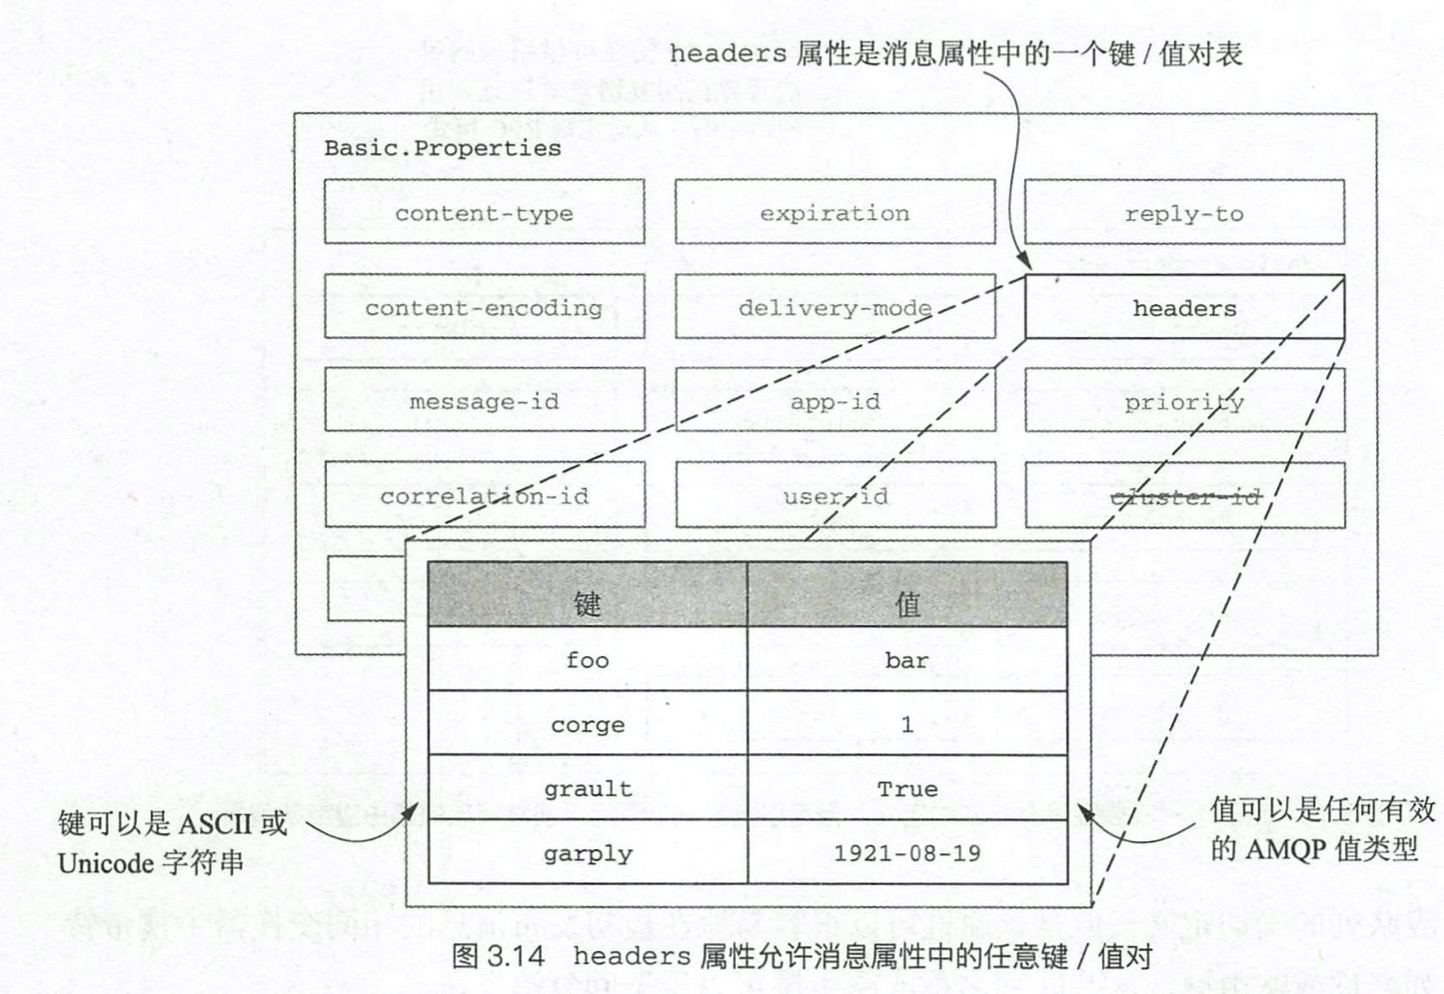 headers 属性是消息属性中的一个键 / 值对表
Basic.Properties
content-type expiration reply-to
content-encoding delivery-mode headers
message-id app-id priority
correlation-id user-id cluster-id
键 值
foo bar
corge 1
grault True
garply 1921-08-19
键可以是 ASCII 或
Unicode 字符串
值可以是任何有效
的 AMQP 值类型
图 3.14 headers 属性允许消息属性中的任意键 / 值对